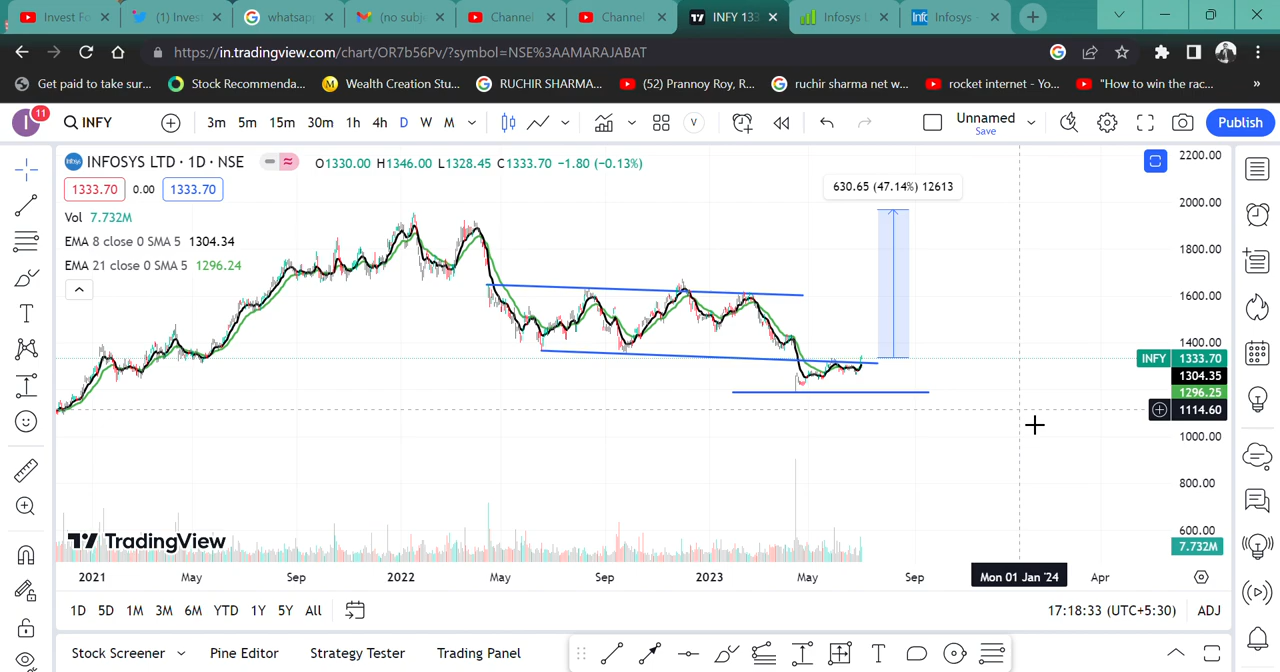 Invest Fo
(1) Invest
whatsapp
(no subj
Channel
Channel
INFY 133
Infosys L
Infosys -
https://in.tradingview.com/chart/OR7b56Pv/?symbol=NSE%3AAMARAJABAT
Get paid to take sur...
Stock Recommenda...
Wealth Creation Stu...
RUCHIR SHARMA...
(52) Prannoy Roy, R...
ruchir sharma net w...
rocket internet - Yo...
"How to win the rac...
»
I 11
INFY
3m 5m 15m 30m 1h 4h D W M
V
Unnamed
Save
Publish
INFOSYS LTD · 1D · NSE
O1330.00 H1346.00 L1328.45 C1333.70 −1.80 (−0.13%)
1333.70 0.00 1333.70
Vol 7.732M
EMA 8 close 0 SMA 5 1304.34
EMA 21 close 0 SMA 5 1296.24
630.65 (47.14%) 12613
2200.00
2000.00
1800.00
1600.00
1400.00
INFY 1333.70
1304.35
1296.25
1114.60
1000.00
800.00
600.00
7.732M
TradingView
2021 May Sep 2022 May Sep 2023 May Sep Mon 01 Jan '24 Apr
1D 5D 1M 3M 6M YTD 1Y 5Y All
17:18:33 (UTC+5:30) ADJ
Stock Screener Pine Editor Strategy Tester Trading Panel